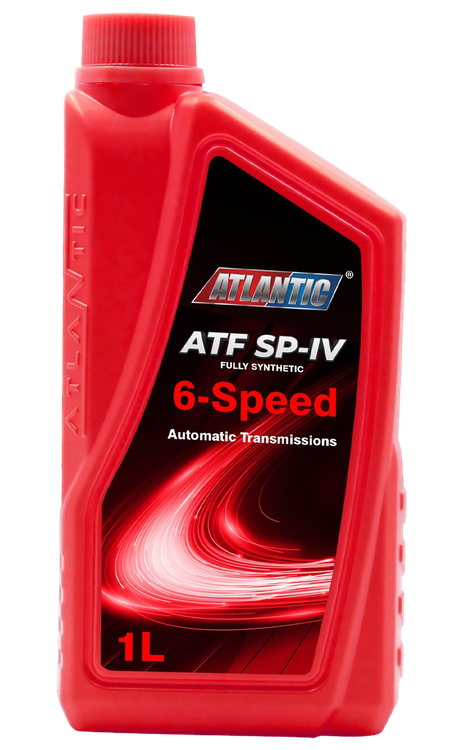 ATLANTIC
ATLANTIC®
ATF SP-IV
FULLY SYNTHETIC
6-Speed
Automatic Transmissions
1L